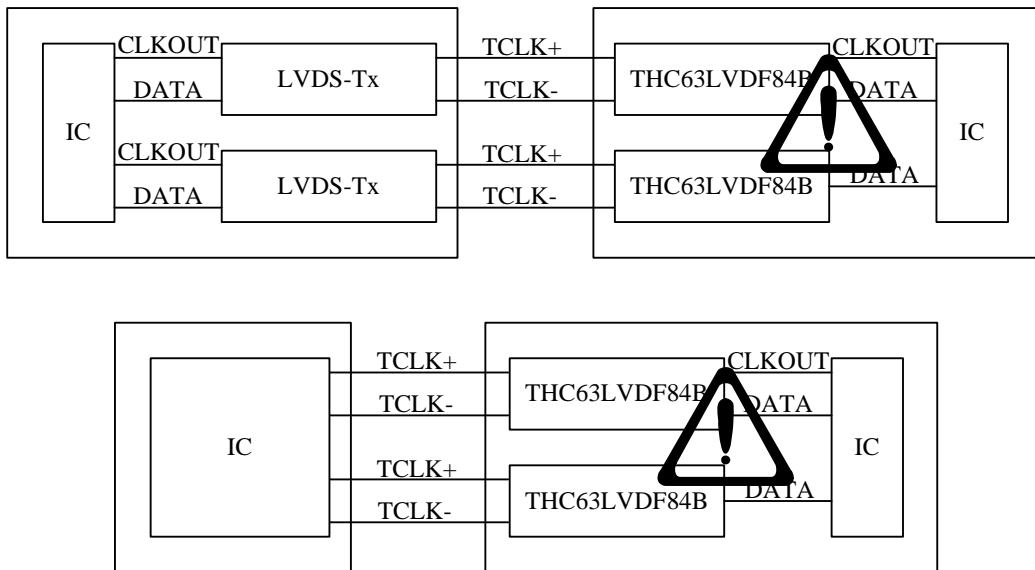 CLKOUT TCLK+ CLKOUT
LVDS-Tx THC63LVDF84B
DATA TCLK- DATA
IC IC
CLKOUT TCLK+
LVDS-Tx THC63LVDF84B DATA
DATA TCLK-
TCLK+ CLKOUT
THC63LVDF84B
TCLK- DATA
IC IC
TCLK+
THC63LVDF84B DATA
TCLK-